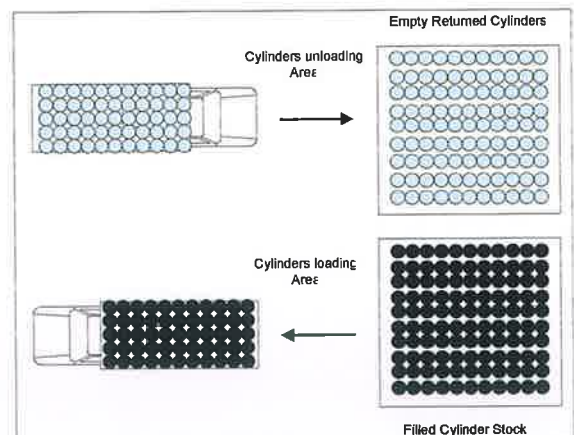 Empty Returned Cylinders
Cylinders unloading
Area
Cylinders loading
Area
Filled Cylinder Stock